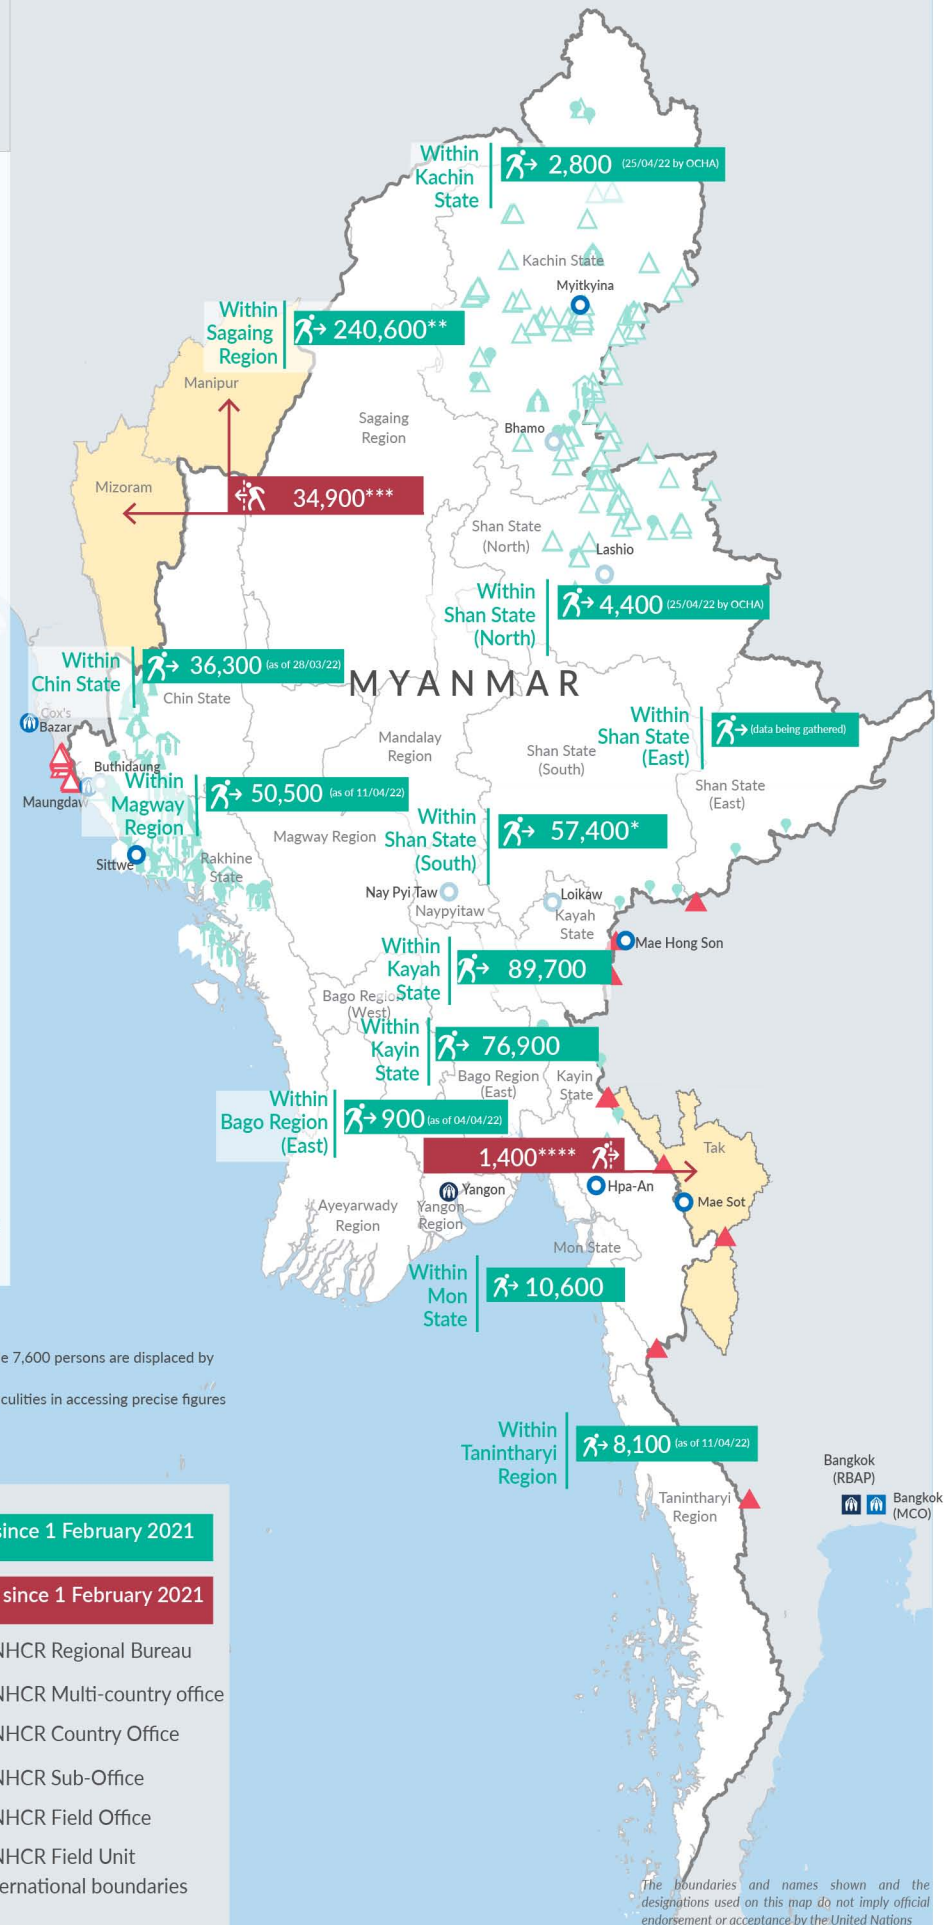 Within
Kachin
State
2,800 (25/04/22 by OCHA)
Kachin State
Myitkyina
Within
Sagaing
Region
240,600**
Manipur
Sagaing
Region
Bhamo
Mizoram
34,900***
Shan State
(North)
Lashio
Within
Shan State
(North)
4,400 (25/04/22 by OCHA)
Within
Chin State
36,300 (as of 28/03/22)
Chin State
MYANMAR
Cox's
Bazar
Mandalay
Region
Shan State
(South)
Within
Shan State
(East)
(data being gathered)
Shan State
(East)
Buthidaung
Maungdaw
Within
Magway
Region
50,500 (as of 11/04/22)
Magway Region
Within
Shan State
(South)
57,400*
Sittwe
Rakhine
State
Nay Pyi Taw
Naypyitaw
Loikaw
Kayah
State
Mae Hong Son
Within
Kayah
State
89,700
Bago Region
(West)
Within
Kayin
State
76,900
Bago Region
(East)
Kayin
State
Within
Bago Region
(East)
900 (as of 04/04/22)
1,400****
Tak
Hpa-An
Mae Sot
Yangon
Yangon
Region
Ayeyarwady
Region
Mon State
Within
Mon
State
10,600
e 7,600 persons are displaced by
culities in accessing precise figures
Within
Tanintharyi
Region
8,100 (as of 11/04/22)
Tanintharyi
Region
Bangkok
(RBAP)
Bangkok
(MCO)
since 1 February 2021
since 1 February 2021
NHCR Regional Bureau
NHCR Multi-country office
NHCR Country Office
NHCR Sub-Office
NHCR Field Office
NHCR Field Unit
ernational boundaries
The boundaries and names shown and the
designations used on this map do not imply official
endorsement or acceptance by the United Nations